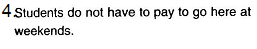 4.Students do not have to pay to go here at
weekends.